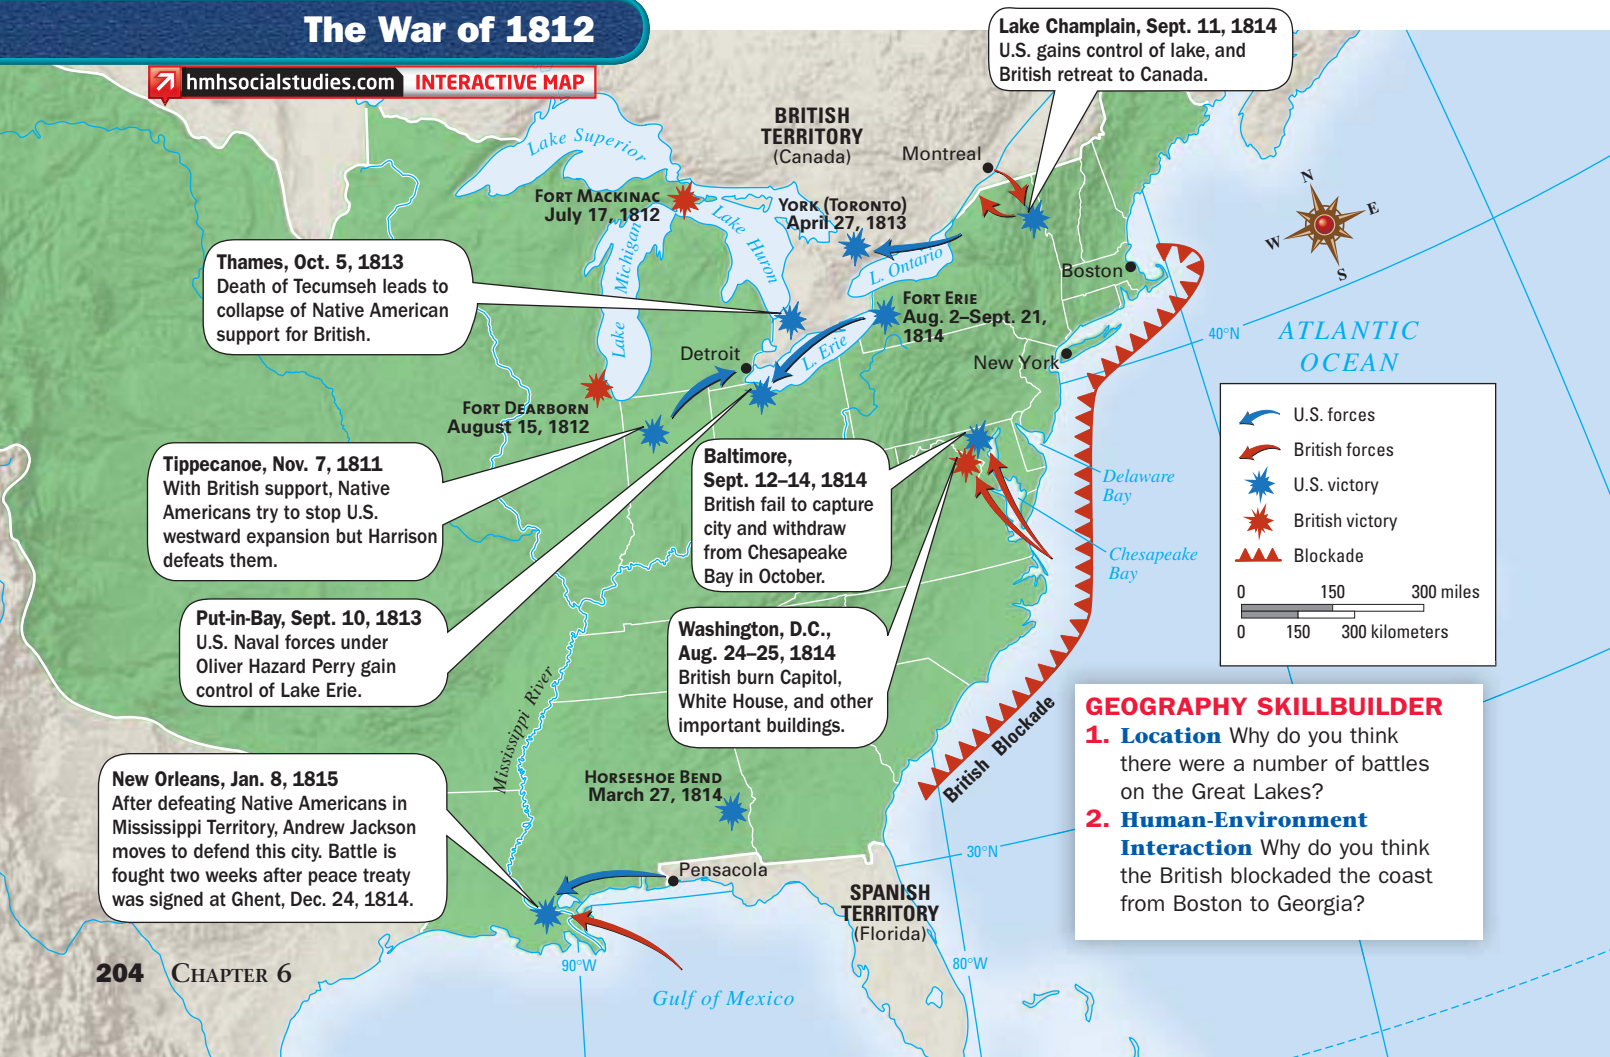 The War of 1812
hmhsocialstudies.com INTERACTIVE MAP
Lake Champlain, Sept. 11, 1814
U.S. gains control of lake, and
British retreat to Canada.
BRITISH
TERRITORY
(Canada)
Montreal
Lake Superior
FORT MACKINAC
July 17, 1812
YORK (TORONTO)
April 27, 1813
Lake Huron
Lake Michigan
L. Ontario
Boston
N
E
W
S
Thames, Oct. 5, 1813
Death of Tecumseh leads to
collapse of Native American
support for British.
FORT ERIE
Aug. 2–Sept. 21,
1814
L. Erie
Detroit
New York
40°N
ATLANTIC
OCEAN
FORT DEARBORN
August 15, 1812
U.S. forces
British forces
U.S. victory
British victory
Blockade
0 150 300 miles
0 150 300 kilometers
Tippecanoe, Nov. 7, 1811
With British support, Native
Americans try to stop U.S.
westward expansion but Harrison
defeats them.
Baltimore,
Sept. 12–14, 1814
British fail to capture
city and withdraw
from Chesapeake
Bay in October.
Delaware
Bay
Chesapeake
Bay
Put-in-Bay, Sept. 10, 1813
U.S. Naval forces under
Oliver Hazard Perry gain
control of Lake Erie.
Washington, D.C.,
Aug. 24–25, 1814
British burn Capitol,
White House, and other
important buildings.
Mississippi River
British Blockade
GEOGRAPHY SKILLBUILDER
1. Location Why do you think
there were a number of battles
on the Great Lakes?
2. Human-Environment
Interaction Why do you think
the British blockaded the coast
from Boston to Georgia?
New Orleans, Jan. 8, 1815
After defeating Native Americans in
Mississippi Territory, Andrew Jackson
moves to defend this city. Battle is
fought two weeks after peace treaty
was signed at Ghent, Dec. 24, 1814.
HORSESHOE BEND
March 27, 1814
30°N
Pensacola
SPANISH
TERRITORY
(Florida)
90°W
80°W
Gulf of Mexico
204 CHAPTER 6